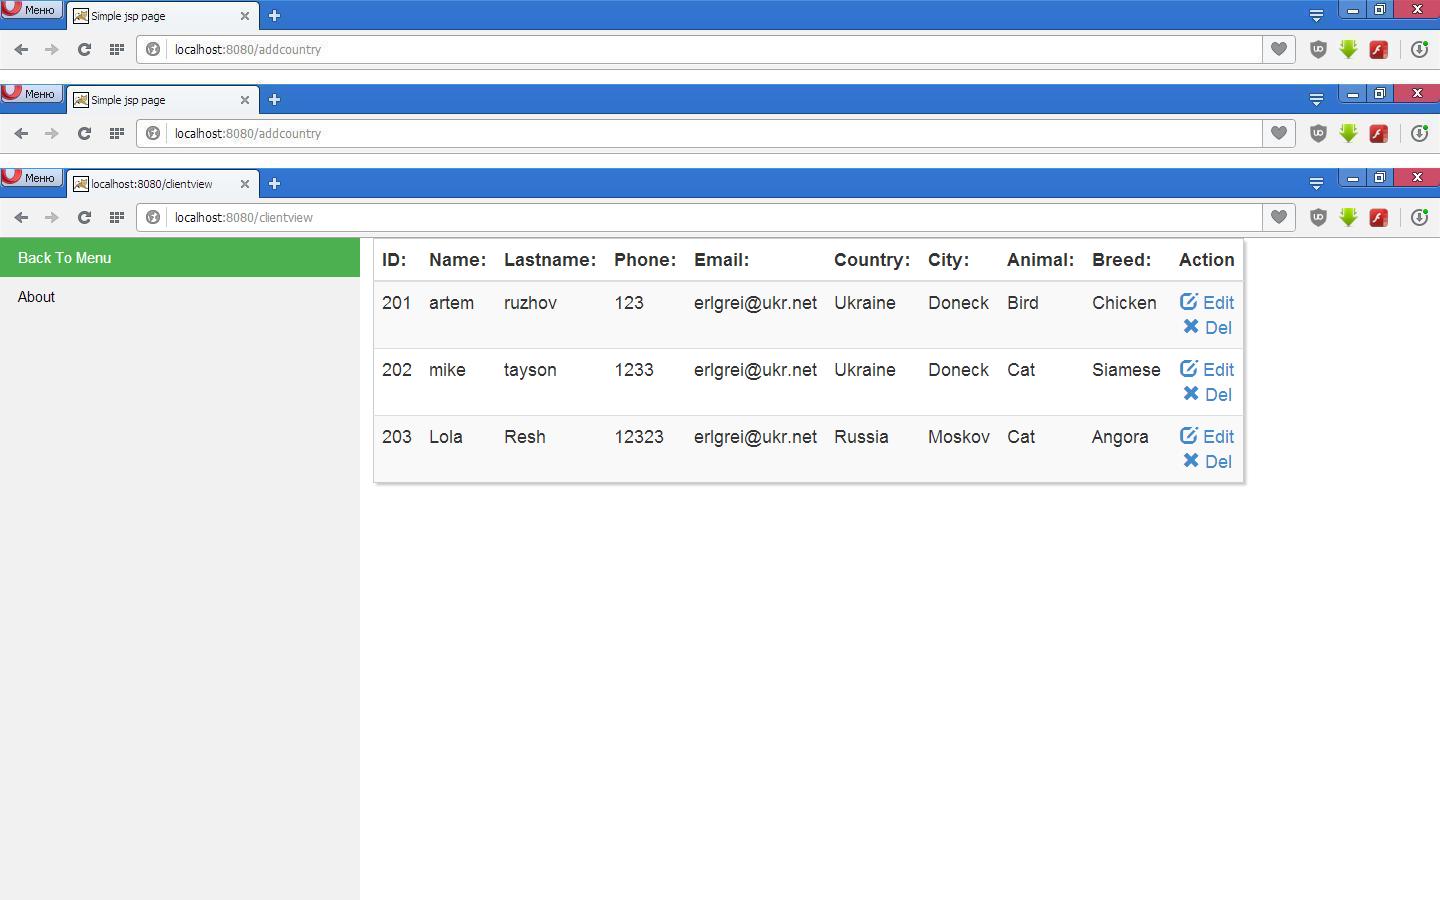 Меню Simple jsp page
localhost:8080/addcountry
Меню Simple jsp page
localhost:8080/addcountry
Меню localhost:8080/clientview
localhost:8080/clientview
Back To Menu
About
ID: Name: Lastname: Phone: Email: Country: City: Animal: Breed: Action
201 artem ruzhov 123 erlgrei@ukr.net Ukraine Doneck Bird Chicken Edit
Del
202 mike tayson 1233 erlgrei@ukr.net Ukraine Doneck Cat Siamese Edit
Del
203 Lola Resh 12323 erlgrei@ukr.net Russia Moskov Cat Angora Edit
Del